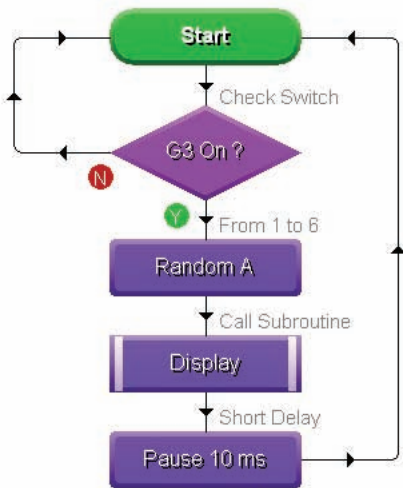 Start
Check Switch
G3 On ?
N
Y
From 1 to 6
Random A
Call Subroutine
Display
Short Delay
Pause 10 ms